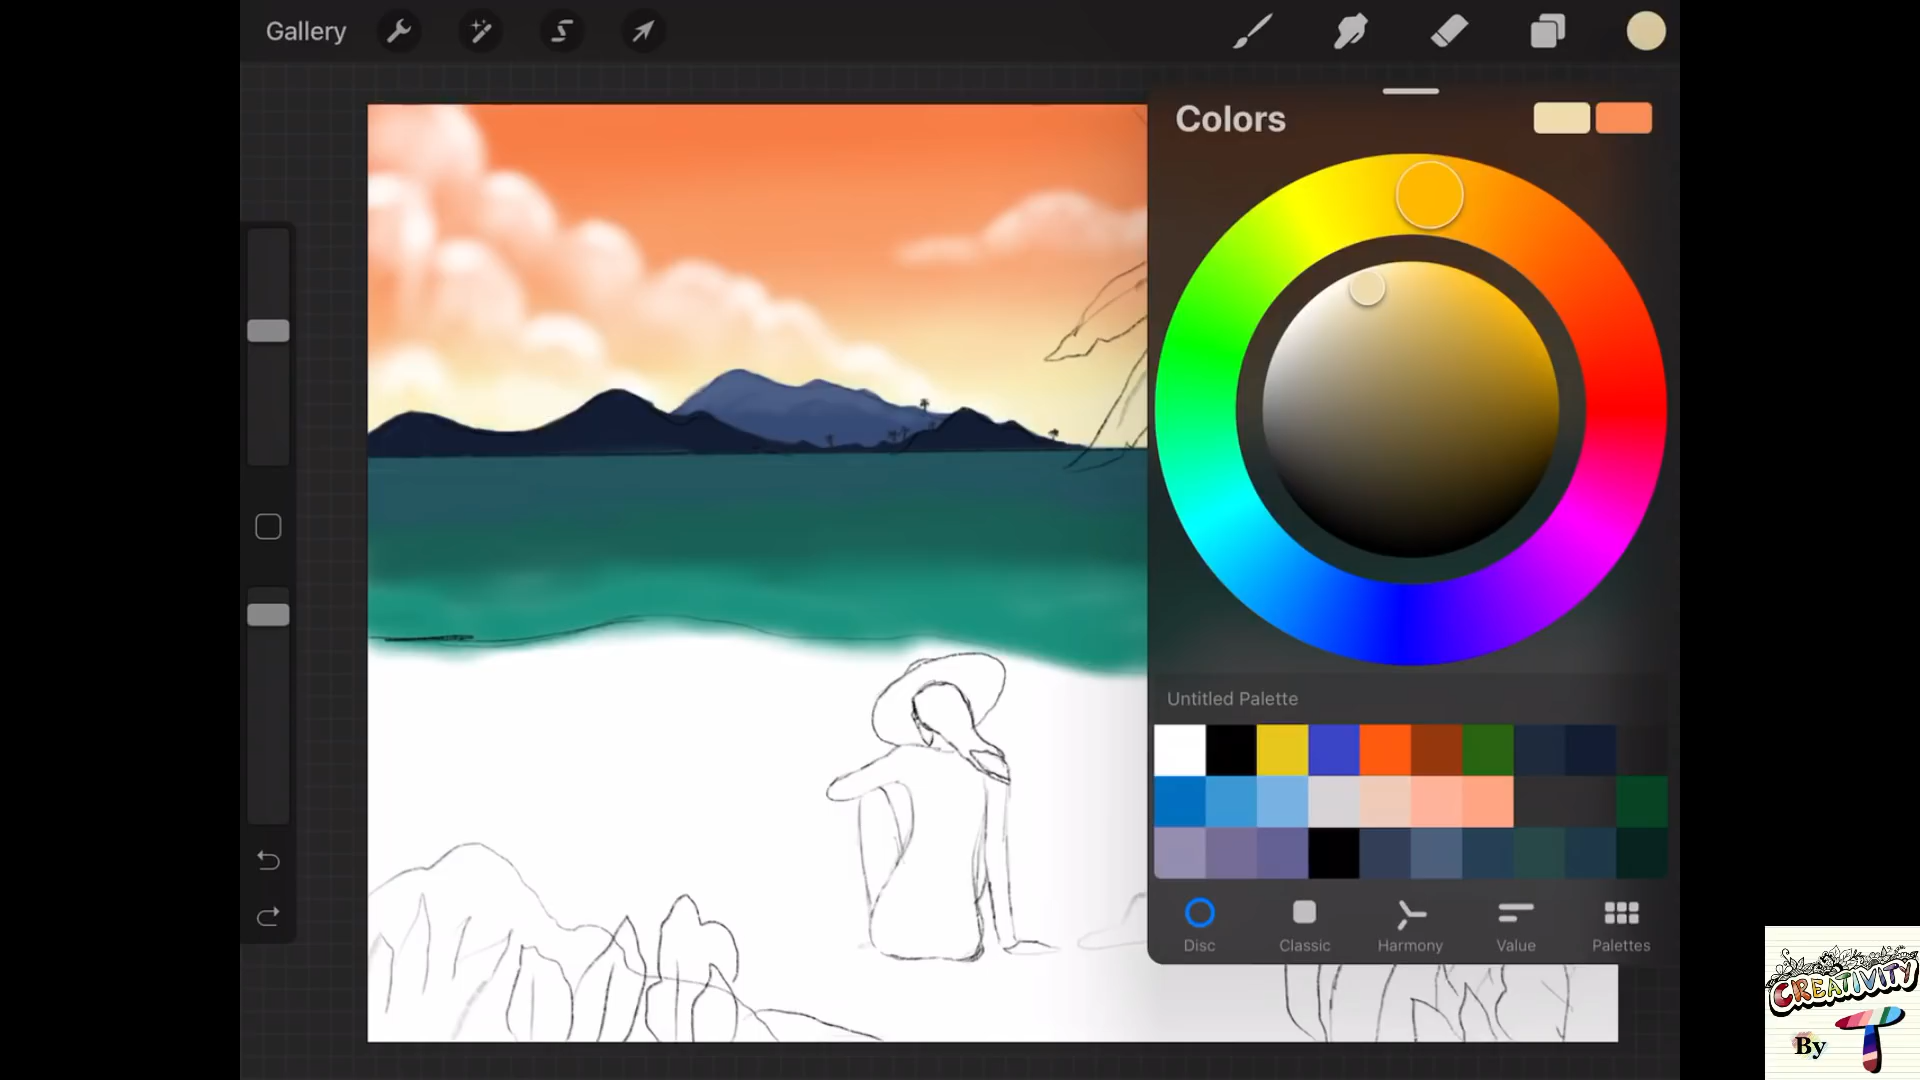 Gallery
Colors
Untitled Palette
Disc
Classic
Harmony
Value
Palettes
CREATIVITY
By T